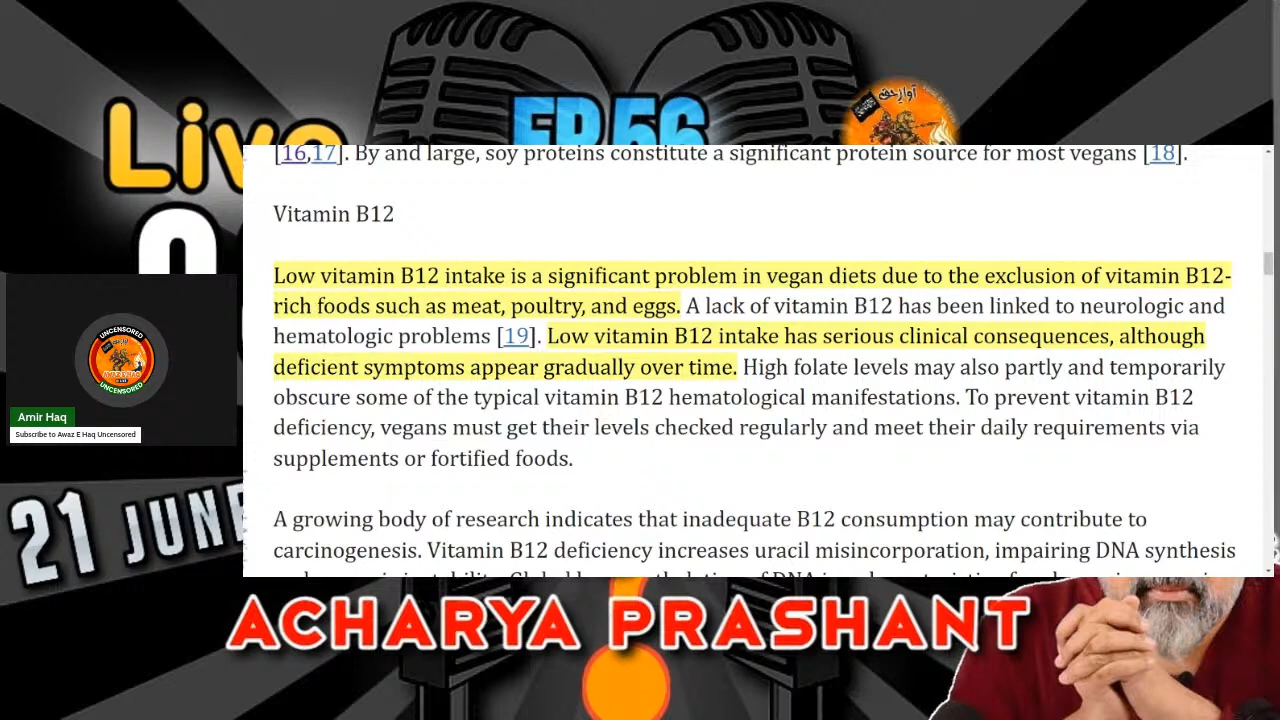 Live
EP 56
آوازِحق
[16,17]. By and large, soy proteins constitute a significant protein source for most vegans [18].
Vitamin B12
Low vitamin B12 intake is a significant problem in vegan diets due to the exclusion of vitamin B12-
rich foods such as meat, poultry, and eggs. A lack of vitamin B12 has been linked to neurologic and
hematologic problems [19]. Low vitamin B12 intake has serious clinical consequences, although
deficient symptoms appear gradually over time. High folate levels may also partly and temporarily
obscure some of the typical vitamin B12 hematological manifestations. To prevent vitamin B12
deficiency, vegans must get their levels checked regularly and meet their daily requirements via
supplements or fortified foods.
A growing body of research indicates that inadequate B12 consumption may contribute to
carcinogenesis. Vitamin B12 deficiency increases uracil misincorporation, impairing DNA synthesis
UNCENSORED
UNCENSORED
Amir Haq
Subscribe to Awaz E Haq Uncensored
21 JUNE
ACHARYA PRASHANT